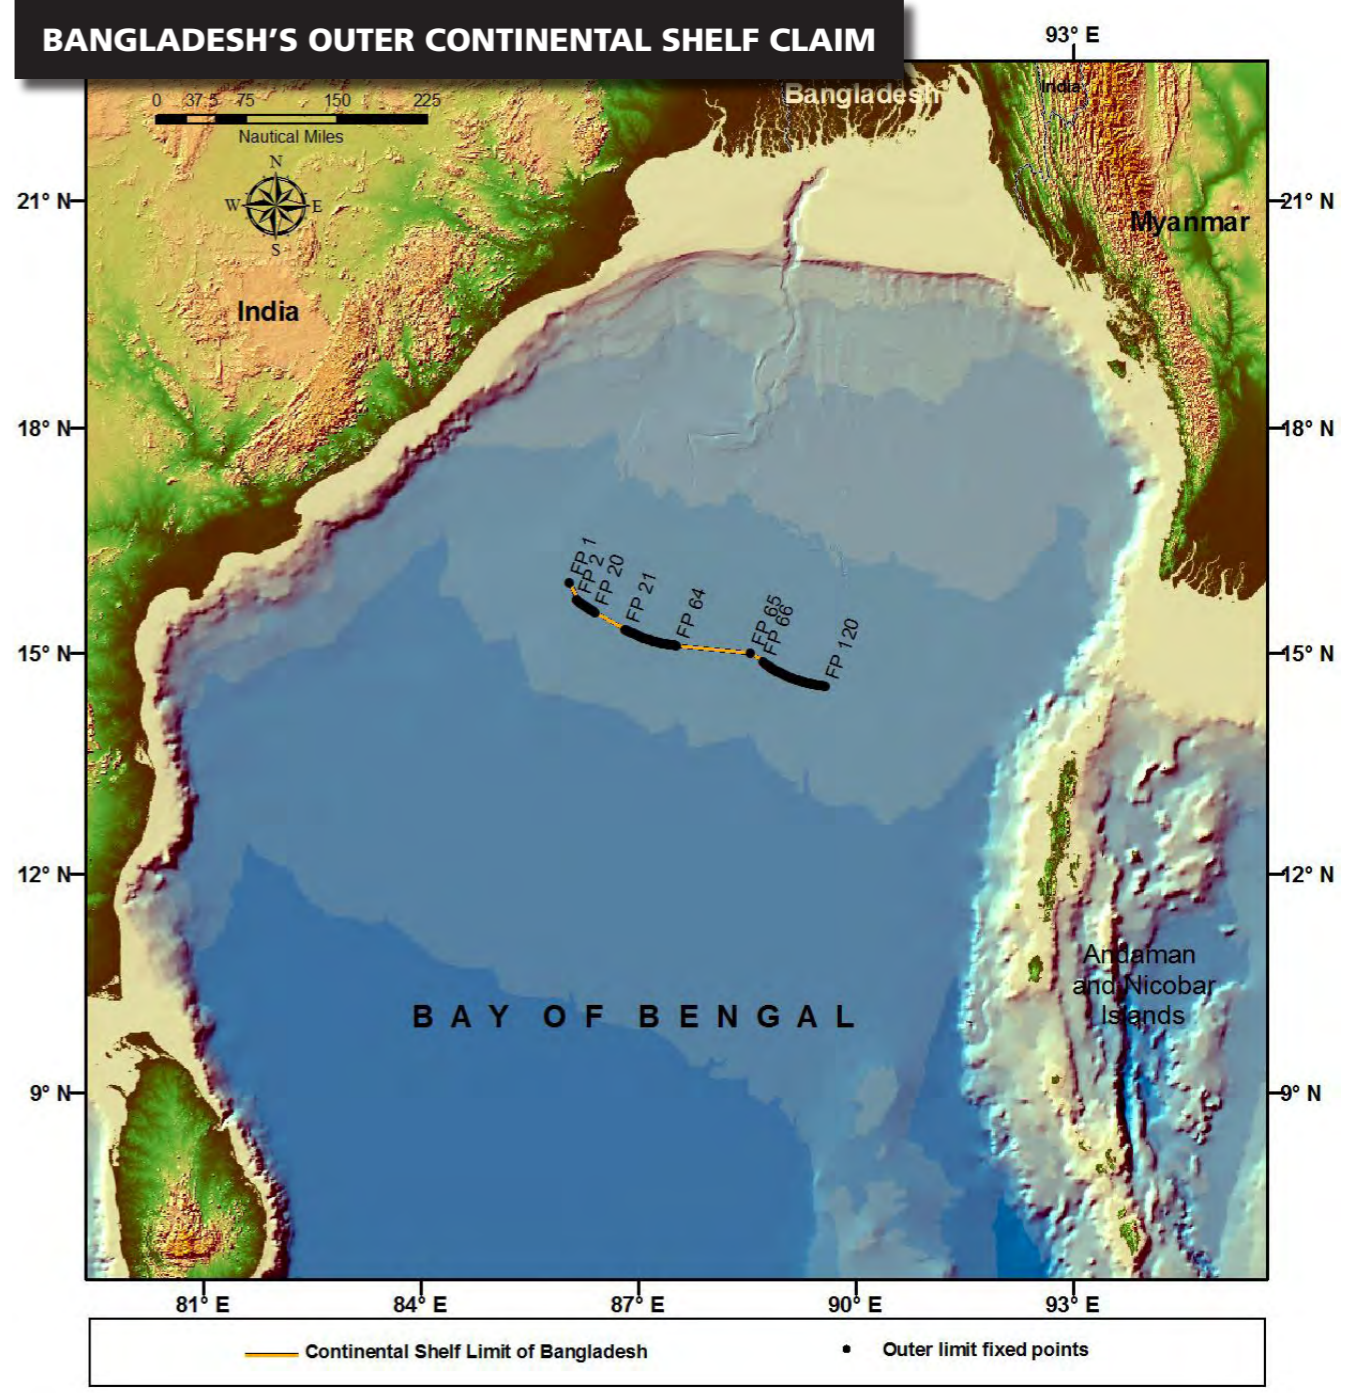 BANGLADESH'S OUTER CONTINENTAL SHELF CLAIM
93° E
0 37.5 75 150 225
Nautical Miles
Bangladesh
India
N
W E
S
21° N
21° N
Myanmar
India
18° N
18° N
FP 1
FP 2
FP 20
FP 21
FP 64
FP 65
FP 66
FP 120
15° N
15° N
12° N
12° N
Andaman
and Nicobar
Islands
BAY OF BENGAL
9° N
9° N
81° E 84° E 87° E 90° E 93° E
Continental Shelf Limit of Bangladesh
Outer limit fixed points